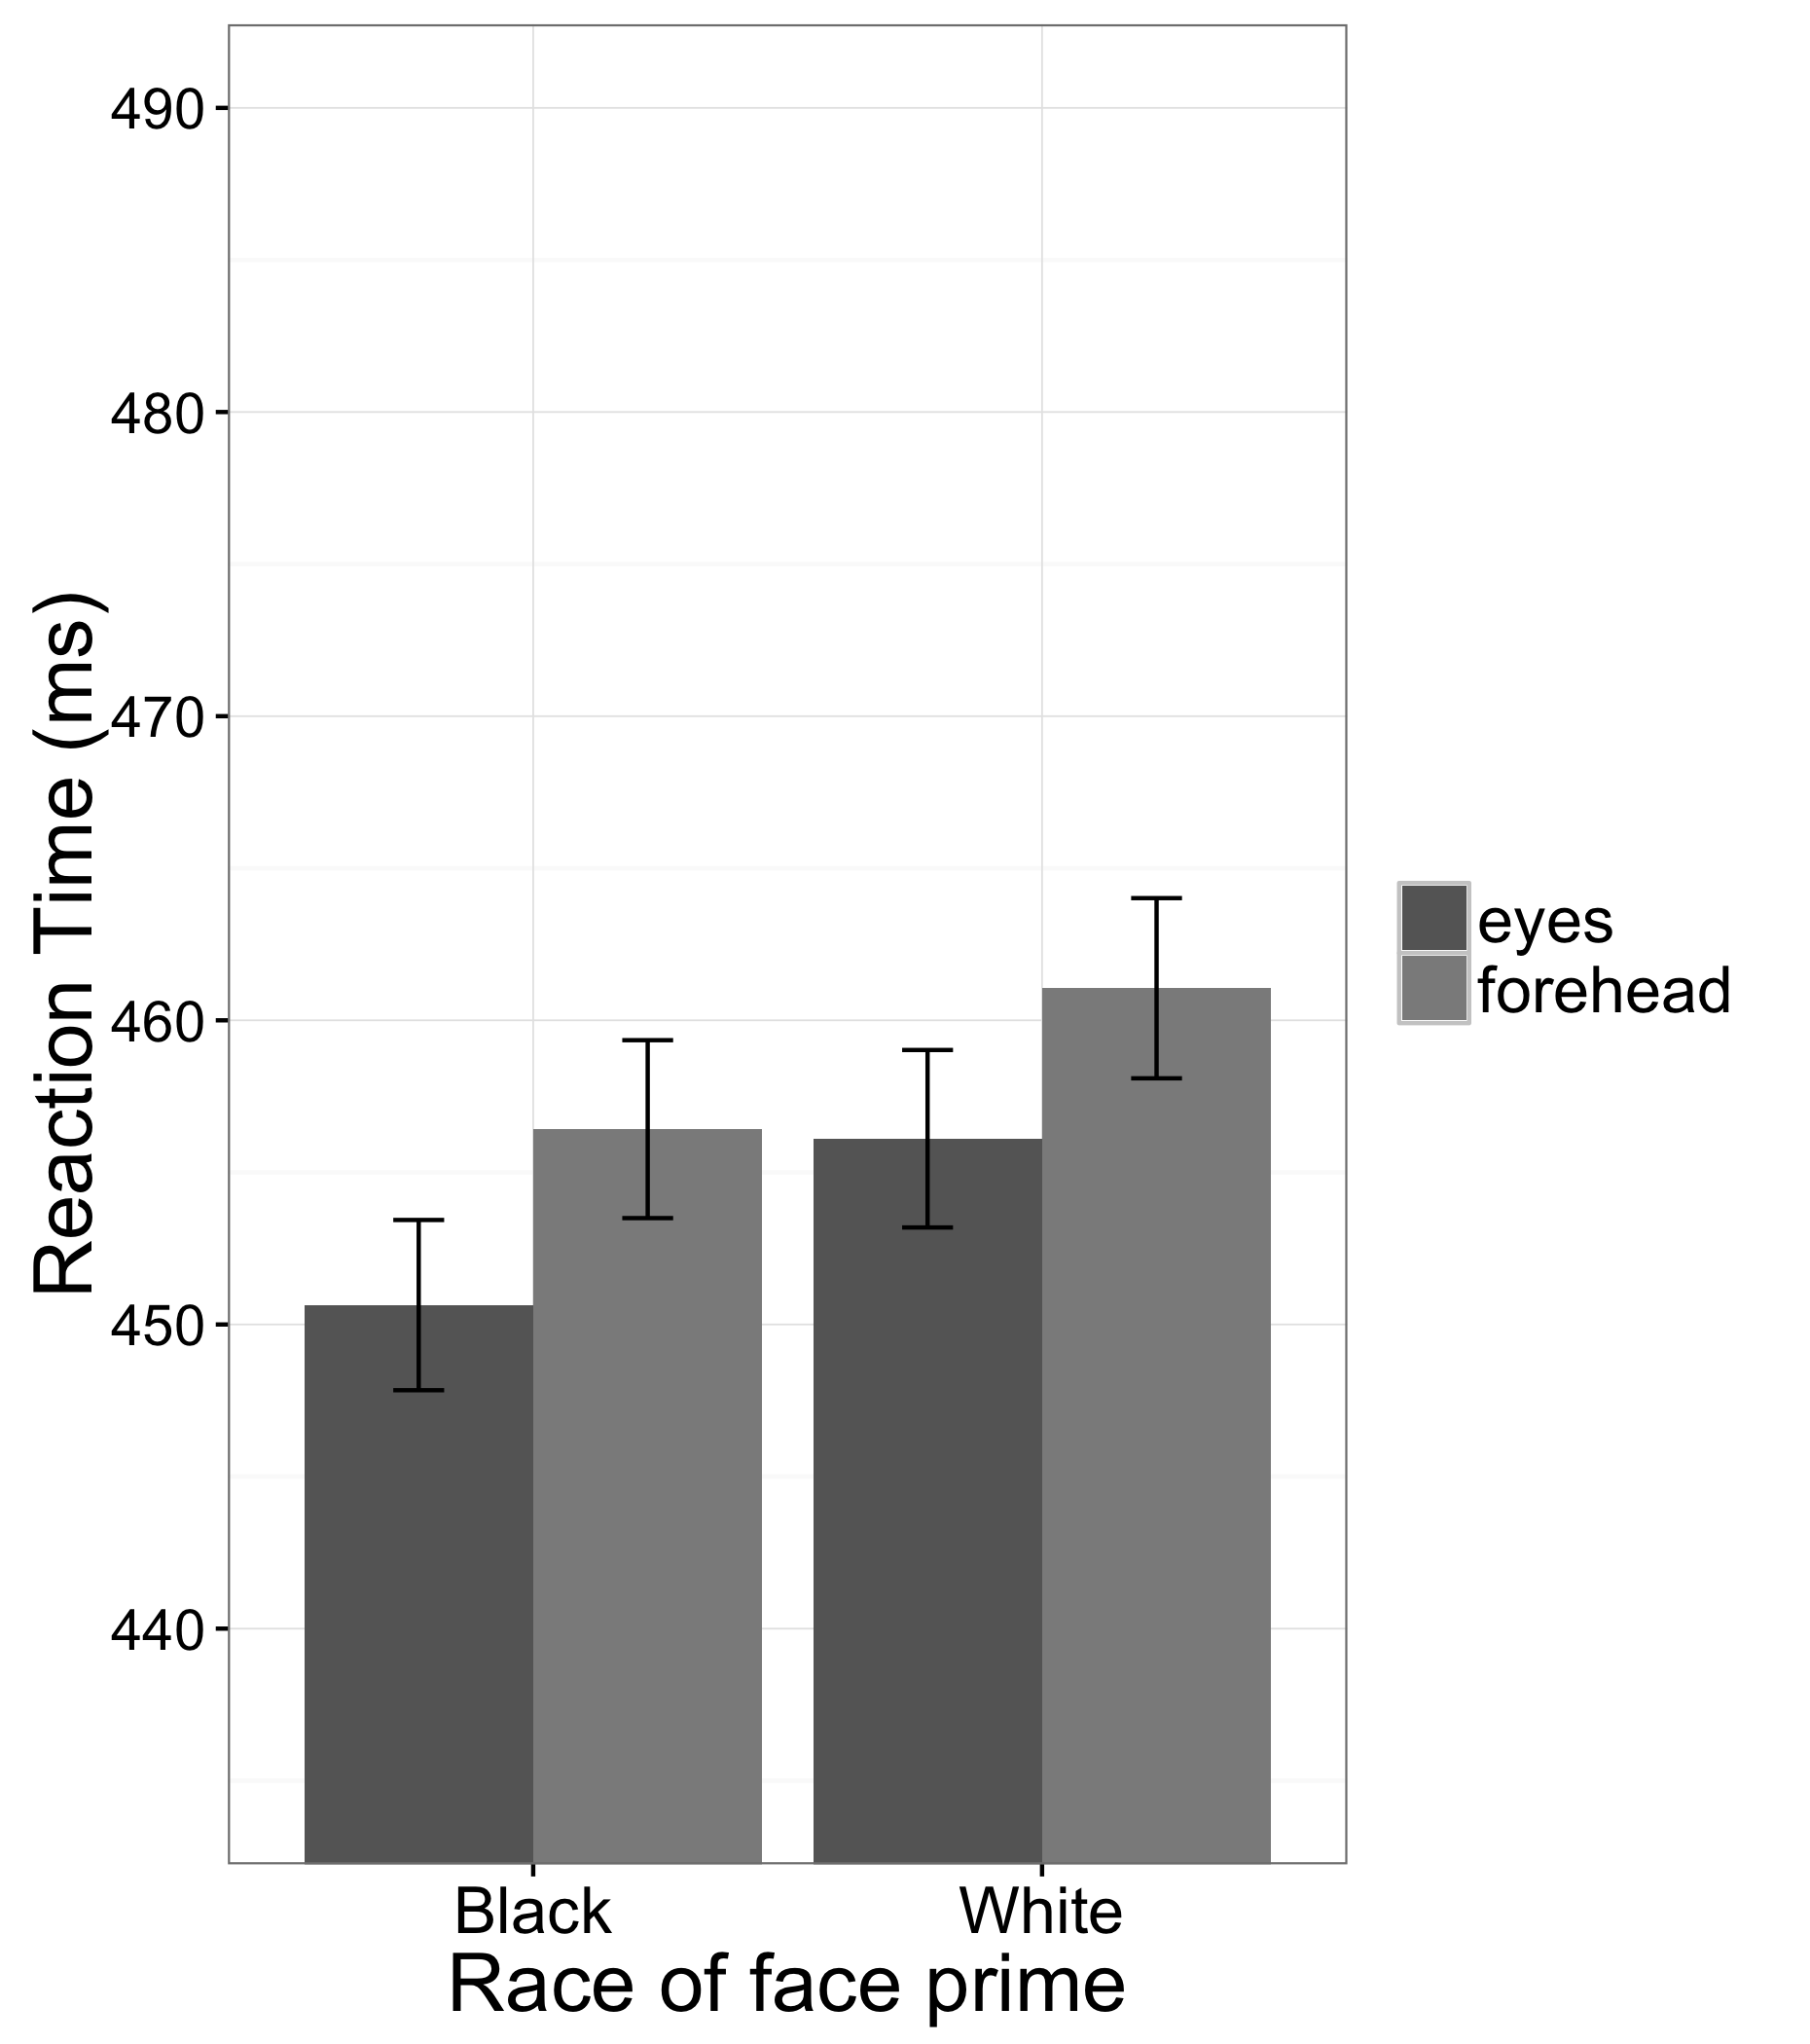 Reaction Time (ms)
490
480
470
460
450
440
Black White
Race of face prime
eyes
forehead